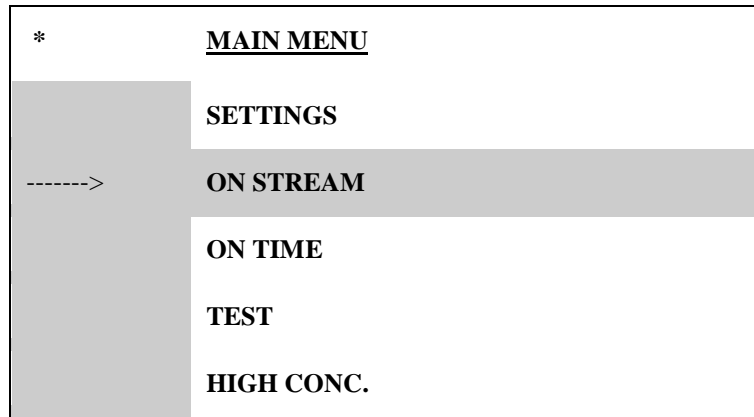 * MAIN MENU
SETTINGS
-------> ON STREAM
ON TIME
TEST
HIGH CONC.